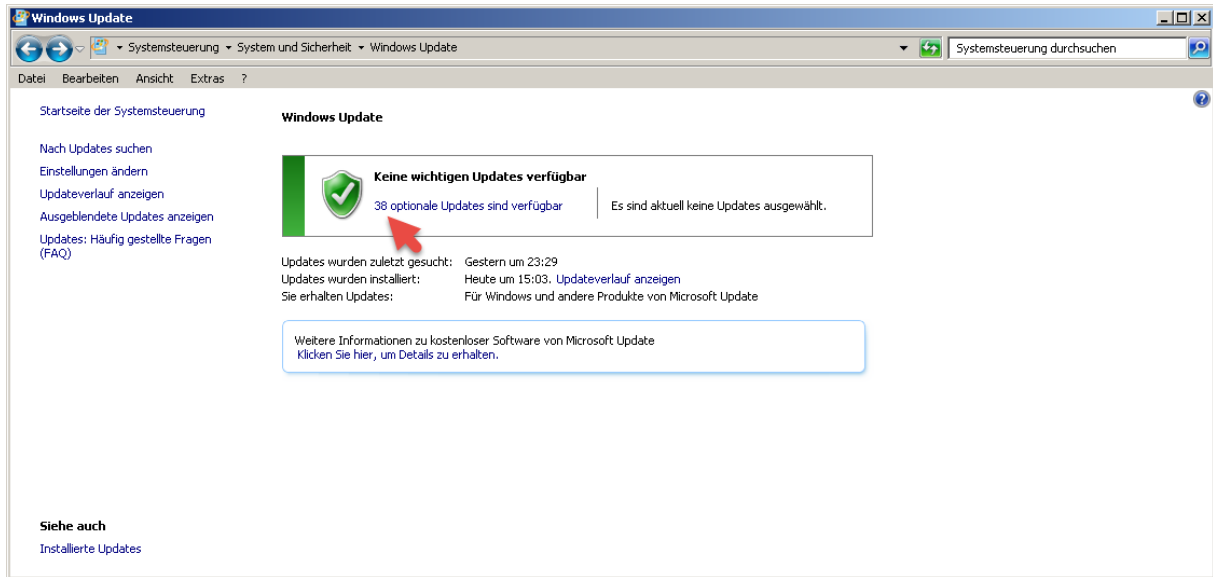 Windows Update
Systemsteuerung System und Sicherheit Windows Update
Systemsteuerung durchsuchen
Datei Bearbeiten Ansicht Extras ?
Startseite der Systemsteuerung
Nach Updates suchen
Einstellungen ändern
Updateverlauf anzeigen
Ausgeblendete Updates anzeigen
Updates: Häufig gestellte Fragen
(FAQ)
Windows Update
Keine wichtigen Updates verfügbar
38 optionale Updates sind verfügbar
Es sind aktuell keine Updates ausgewählt.
Updates wurden zuletzt gesucht: Gestern um 23:29
Updates wurden installiert: Heute um 15:03. Updateverlauf anzeigen
Sie erhalten Updates: Für Windows und andere Produkte von Microsoft Update
Weitere Informationen zu kostenloser Software von Microsoft Update
Klicken Sie hier, um Details zu erhalten.
Siehe auch
Installierte Updates